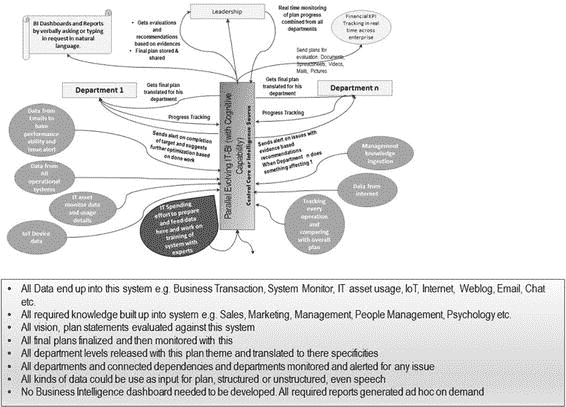 Leadership
BI Dashboards and Reports
by verbally asking or typing
in request in natural
language.
• Gets evaluations
and
recommendations
based on evidences
• Final plan stored &
shared
Real time monitoring
of plan progress
combined from all
departments
Financial KPI
Tracking in real
time across
enterprise
Send plans for
evaluation. Documents,
Spreadsheets, Videos,
Mails, Pictures
Department 1
Gets final plan
translated for his
department
Gets final plan
translated for his
department
Department n
Progress Tracking
Progress Tracking
Sends alert on completion
of target and suggests
further optimization based
on done work
Sends alert on issues with
evidence based
recommendations
When Department n does
something affecting 1
Parallel Evolving IT-BI (with Cognitive
Capability)
Control Core or Intelligence Source
Data from
Emails to
base
performance
ability and
issue alert
Data from
All
operational
systems
IT asset
monitor data
and usage
details
IoT Device
data
IT Spending
effort to prepare
and feed data
here and work on
training of
system with
experts
Management
knowledge
ingestion
Data from
internet
Tracking
every
operation and
comparing
with overall
plan
• All Data end up into this system e.g. Business Transaction, System Monitor, IT asset usage, IoT, Internet, Weblog, Email, Chat
etc.
• All required knowledge built up into system e.g. Sales, Marketing, Management, People Management, Psychology etc.
• All vision, plan statements evaluated against this system
• All final plans finalized and then monitored with this
• All department levels released with this plan theme and translated to there specificities
• All departments and connected dependencies and departments monitored and alerted for any issue
• All kinds of data could be use as input for plan, structured or unstructured, even speech
• No Business Intelligence dashboard needed to be developed. All required reports generated ad hoc on demand